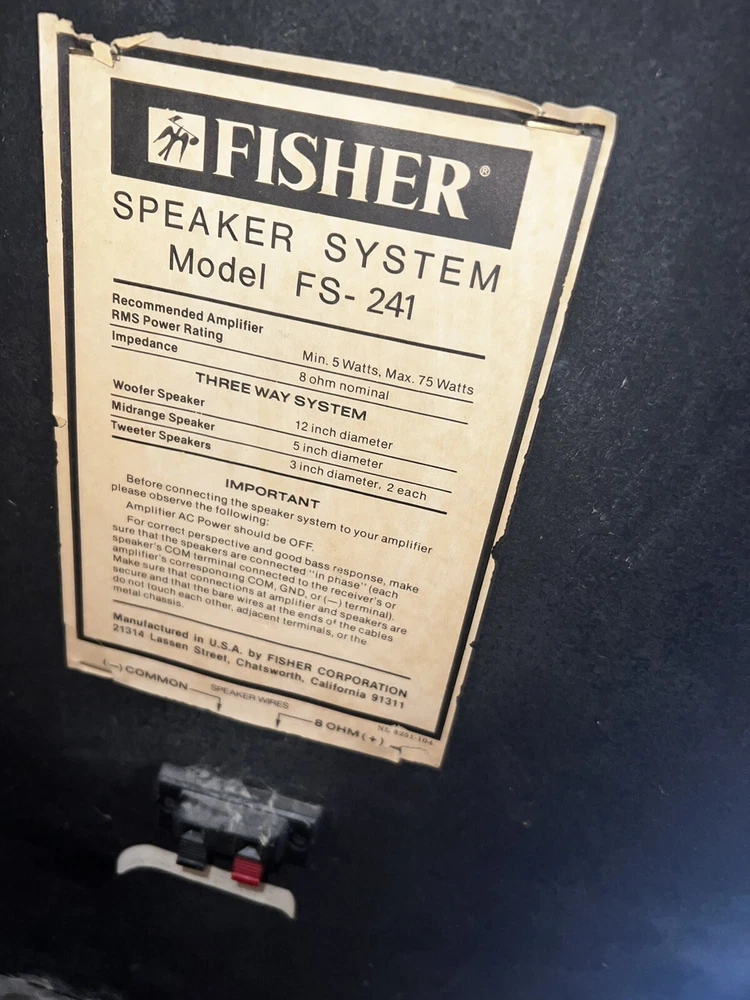 FISHER®
SPEAKER SYSTEM
Model FS-241
Recommended Amplifier
RMS Power Rating
Min. 5 Watts, Max. 75 Watts
Impedance
8 ohm nominal
THREE WAY SYSTEM
Woofer Speaker
12 inch diameter
Midrange Speaker
5 inch diameter
Tweeter Speakers
3 inch diameter, 2 each
IMPORTANT
Before connecting the speaker system to your amplifier
please observe the following:
Amplifier AC Power should be OFF.
For correct perspective and good bass response, make
sure that the speakers are connected "in phase" (each
speaker's COM terminal connected to the receiver's or
amplifier's corresponding COM, GND, or (—) terminal).
Make sure that connections at amplifier and speakers are
secure and that the bare wires at the ends of the cables
do not touch each other, adjacent terminals, or the
metal chassis.
Manufactured in U.S.A. by FISHER CORPORATION
21314 Lassen Street, Chatsworth, California 91311
(—) COMMON
SPEAKER WIRES
8 OHM (+)